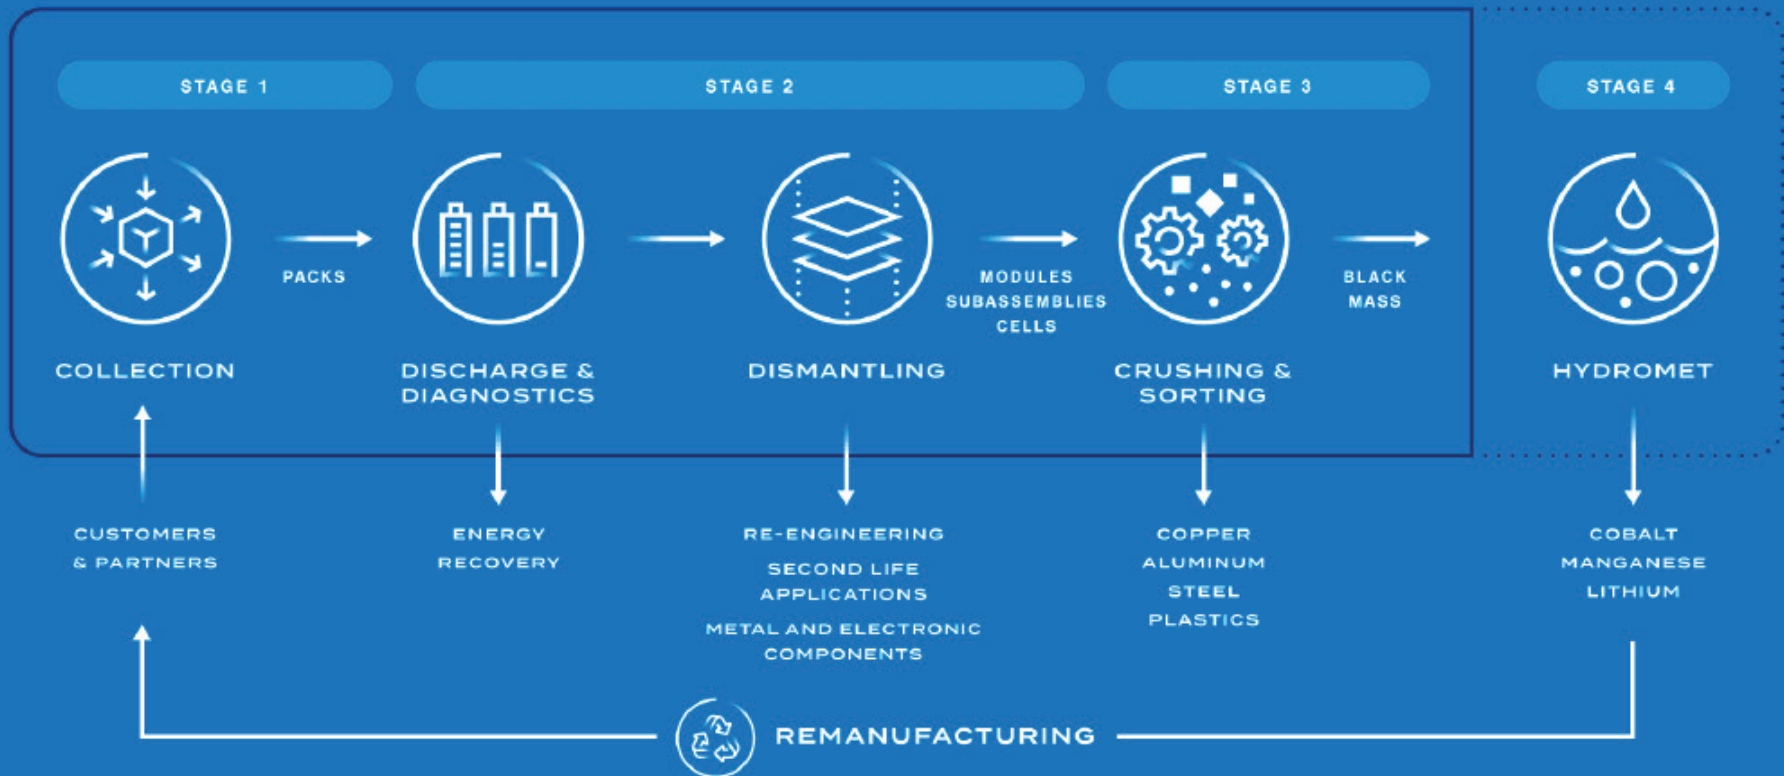 STAGE 1
STAGE 2
STAGE 3
STAGE 4
PACKS
MODULES
SUBASSEMBLIES
CELLS
BLACK
MASS
COLLECTION
DISCHARGE &
DIAGNOSTICS
DISMANTLING
CRUSHING &
SORTING
HYDROMET
CUSTOMERS
& PARTNERS
ENERGY
RECOVERY
RE-ENGINEERING
SECOND LIFE
APPLICATIONS
METAL AND ELECTRONIC
COMPONENTS
COPPER
ALUMINUM
STEEL
PLASTICS
COBALT
MANGANESE
LITHIUM
REMANUFACTURING